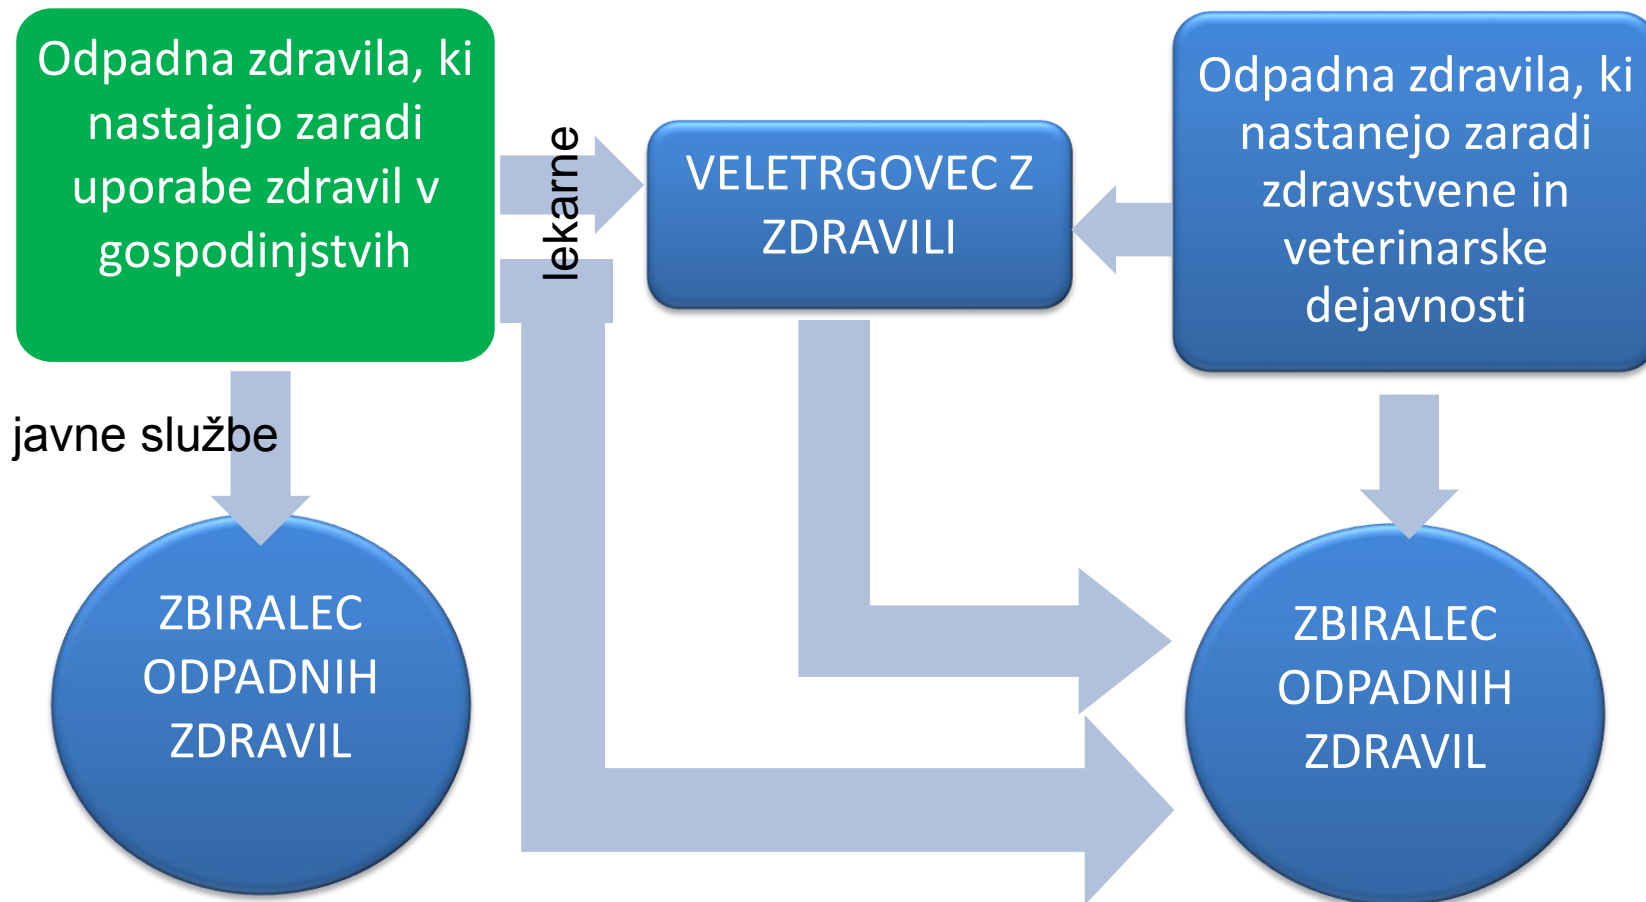 Odpadna zdravila, ki
nastajajo zaradi
uporabe zdravil v
gospodinjstvih
lekarne
VELETRGOVEC Z
ZDRAVILI
Odpadna zdravila, ki
nastanejo zaradi
zdravstvene in
veterinarske
dejavnosti
javne službe
ZBIRALEC
ODPADNIH
ZDRAVIL
ZBIRALEC
ODPADNIH
ZDRAVIL